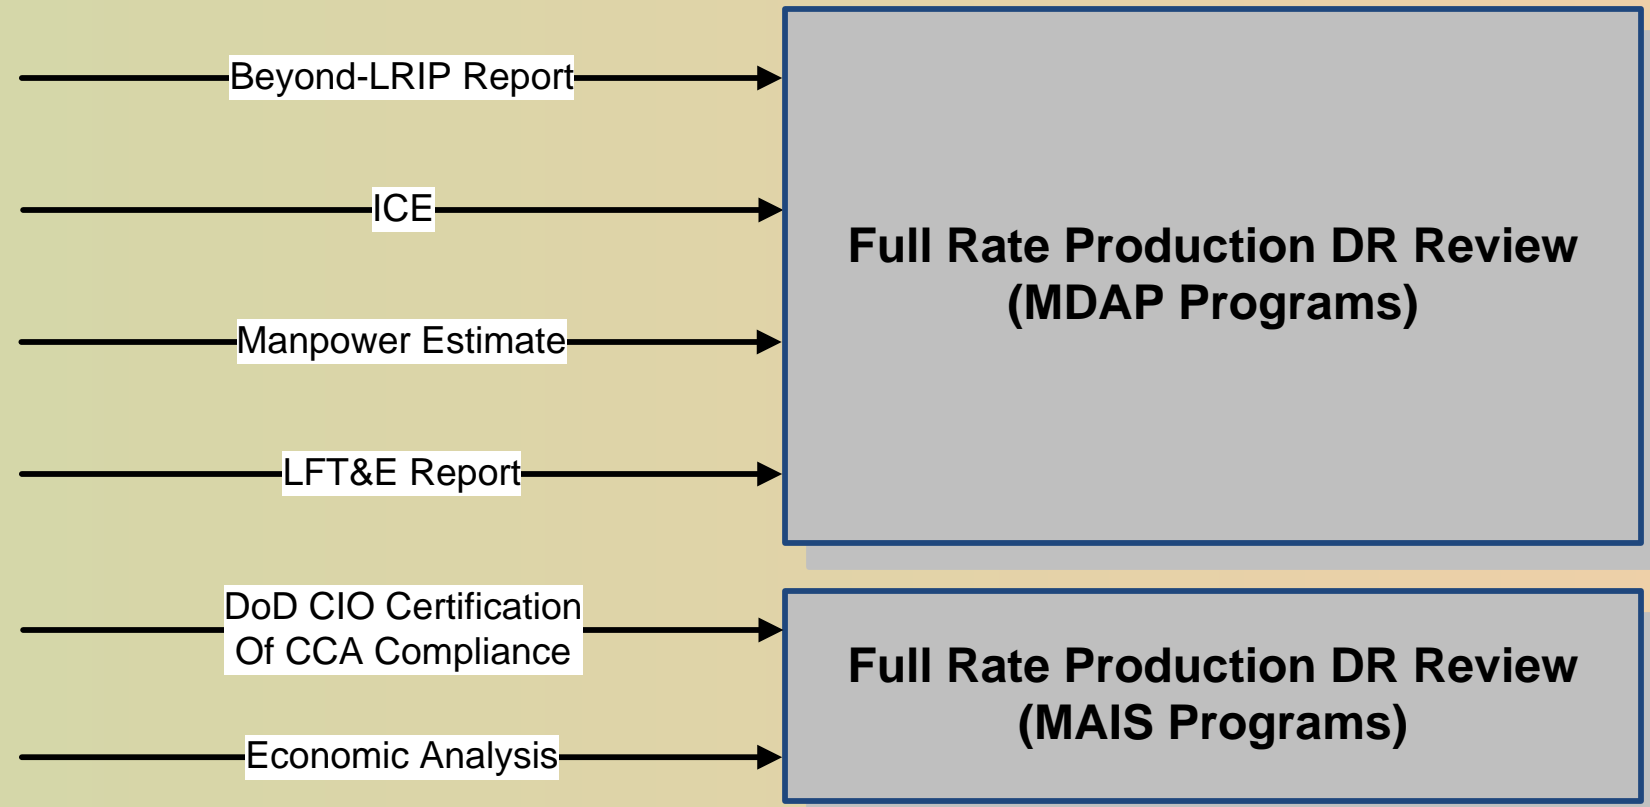 Beyond-LRIP Report
ICE
Manpower Estimate
LFT&E Report
Full Rate Production DR Review
(MDAP Programs)
DoD CIO Certification
Of CCA Compliance
Economic Analysis
Full Rate Production DR Review
(MAIS Programs)